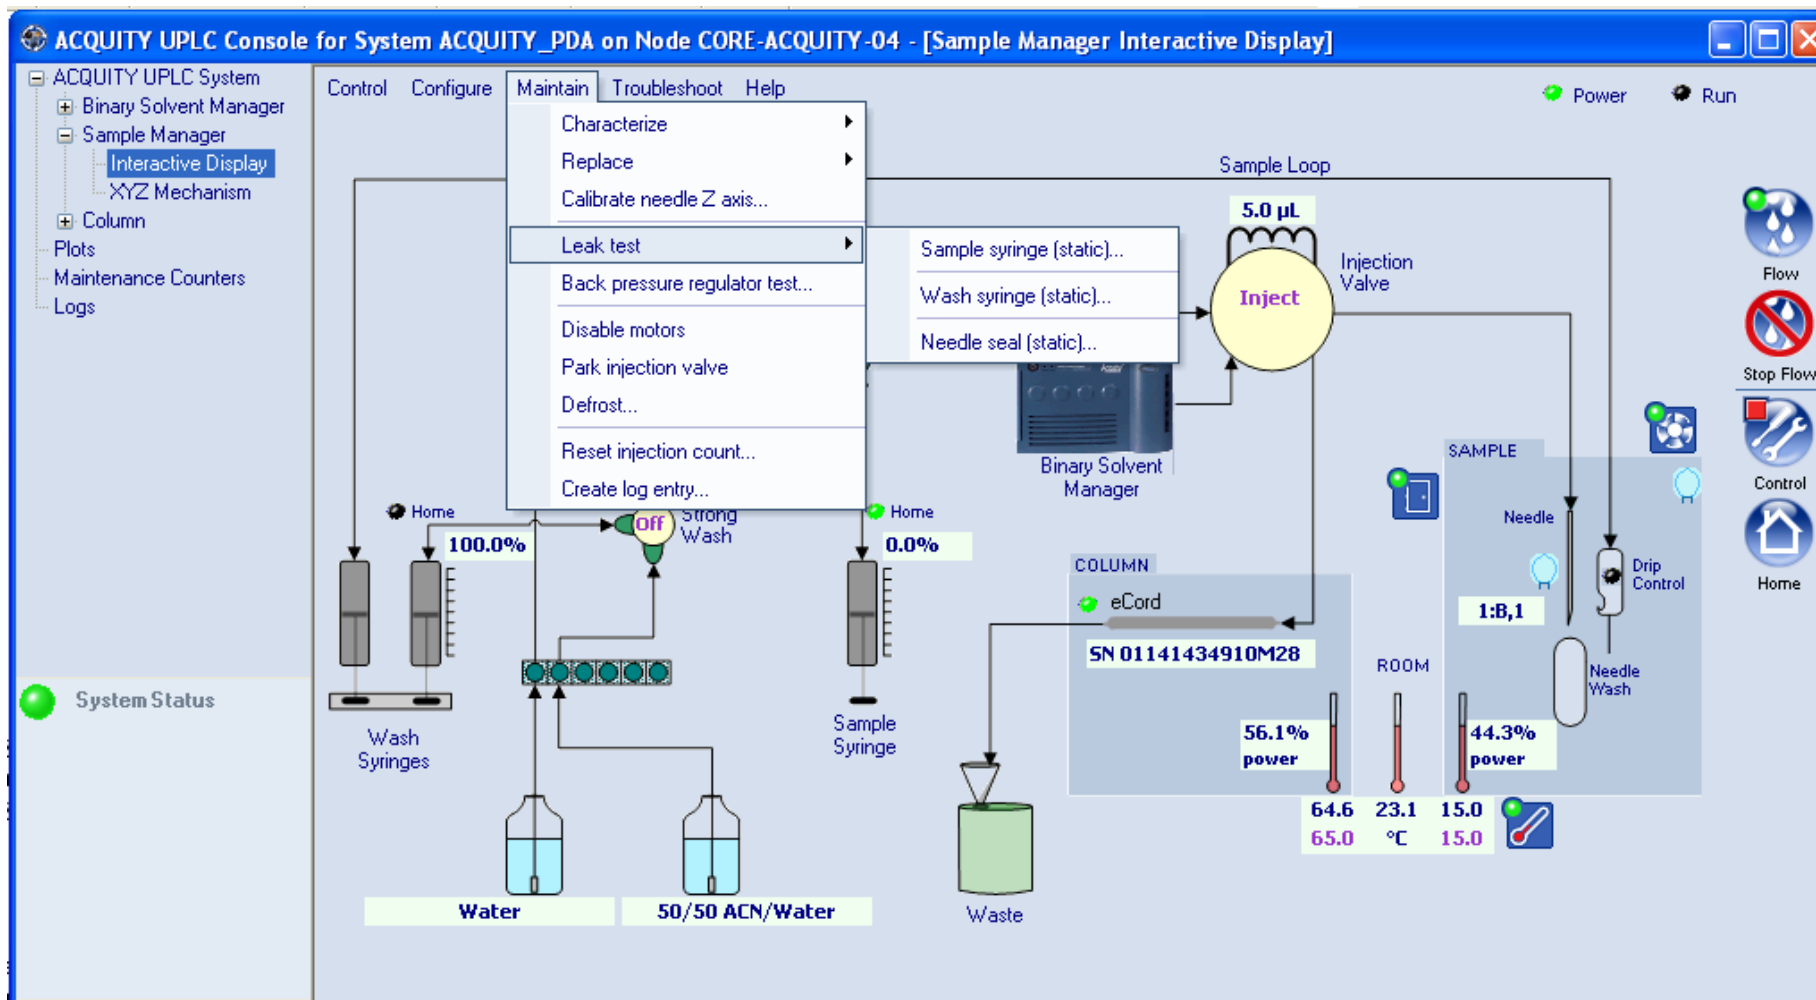 ACQUITY UPLC Console for System ACQUITY_PDA on Node CORE-ACQUITY-04 - [Sample Manager Interactive Display]
ACQUITY UPLC System
Binary Solvent Manager
Sample Manager
Interactive Display
XYZ Mechanism
Column
Plots
Maintenance Counters
Logs
System Status
Control Configure Maintain Troubleshoot Help
Power Run
Characterize
Replace
Calibrate needle Z axis...
Leak test
Back pressure regulator test...
Disable motors
Park injection valve
Defrost...
Reset injection count...
Create log entry...
Sample syringe (static)...
Wash syringe (static)...
Needle seal (static)...
Sample Loop
5.0 µL
Injection
Valve
Inject
Binary Solvent
Manager
Home
100.0%
Off
Strong
Wash
Home
0.0%
Wash
Syringes
Sample
Syringe
Water
50/50 ACN/Water
Waste
COLUMN
eCord
SN 01141434910M28
56.1%
power
ROOM
SAMPLE
Needle
1:B,1
Drip
Control
Needle
Wash
44.3%
power
64.6 23.1 15.0
65.0 °C 15.0
Flow
Stop Flow
Control
Home